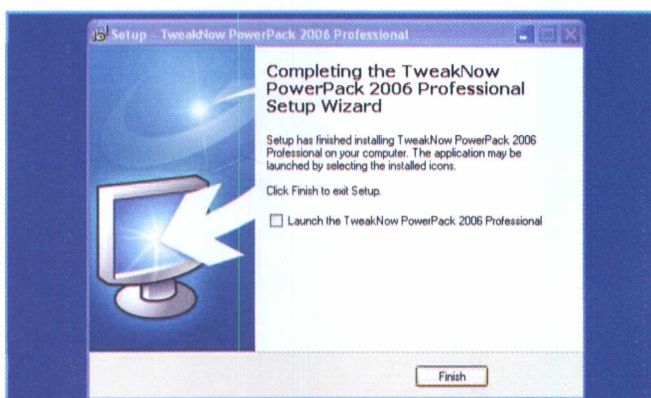 Setup - TweakNow PowerPack 2006 Professional
Completing the TweakNow
PowerPack 2006 Professional
Setup Wizard
Setup has finished installing TweakNow PowerPack 2006
Professional on your computer. The application may be
launched by selecting the installed icons.
Click Finish to exit Setup.
Launch the TweakNow PowerPack 2006 Professional
Finish